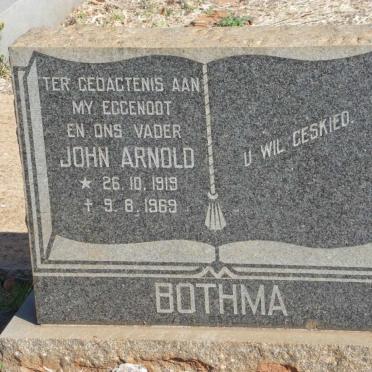 TER GEDAGTENIS AAN
MY EGGENOOT
EN ONS VADER
JOHN ARNOLD
* 26. 10. 1919
† 9. 8. 1969
U WIL GESKIED.
BOTHMA